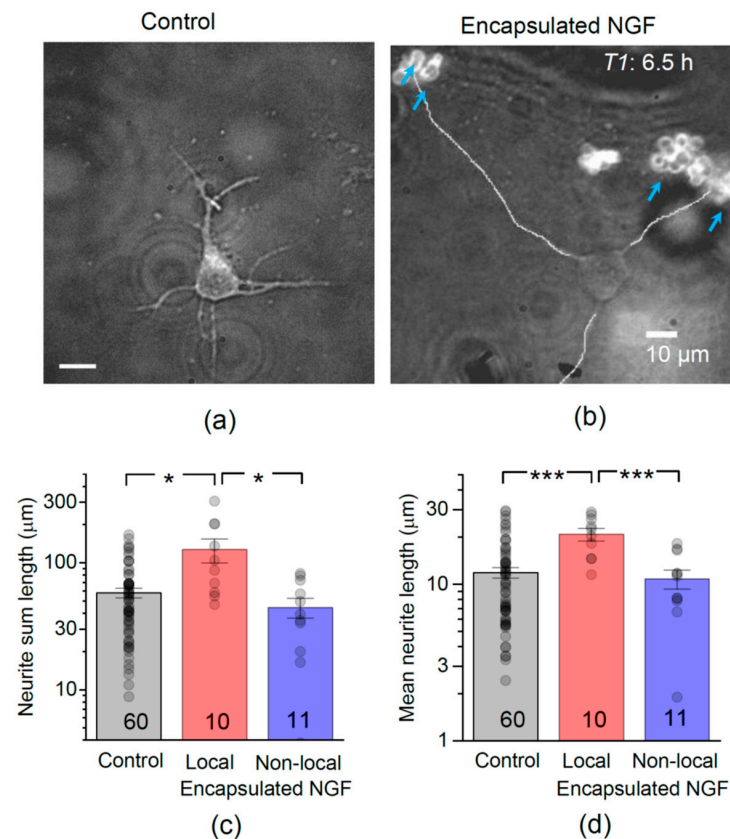 Control
Encapsulated NGF
T1: 6.5 h
10 μm
(a)
(b)
Neurite sum length (μm)
300
100
30
10
*
*
60
10
11
Control
Local
Non-local
Encapsulated NGF
(c)
Mean neurite length (μm)
30
10
3
1
***
***
60
10
11
Control
Local
Non-local
Encapsulated NGF
(d)